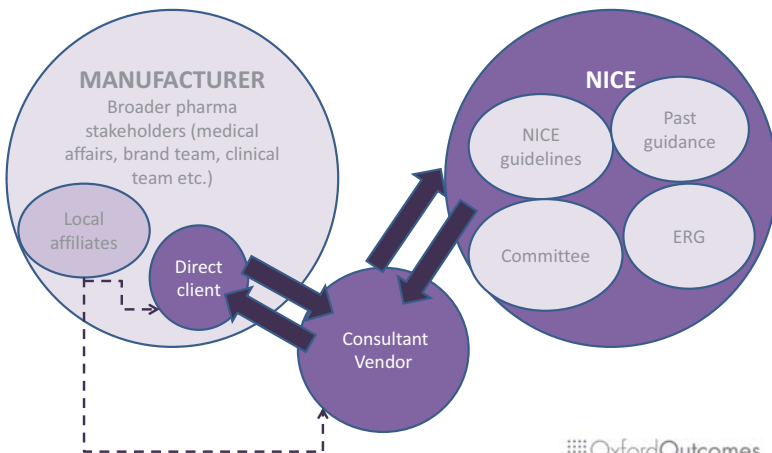 MANUFACTURER
Broader pharma
stakeholders (medical
affairs, brand team, clinical
team etc.)
Local
affiliates
Direct
client
Consultant
Vendor
NICE
NICE
guidelines
Past
guidance
Committee
ERG
OxfordOutcomes